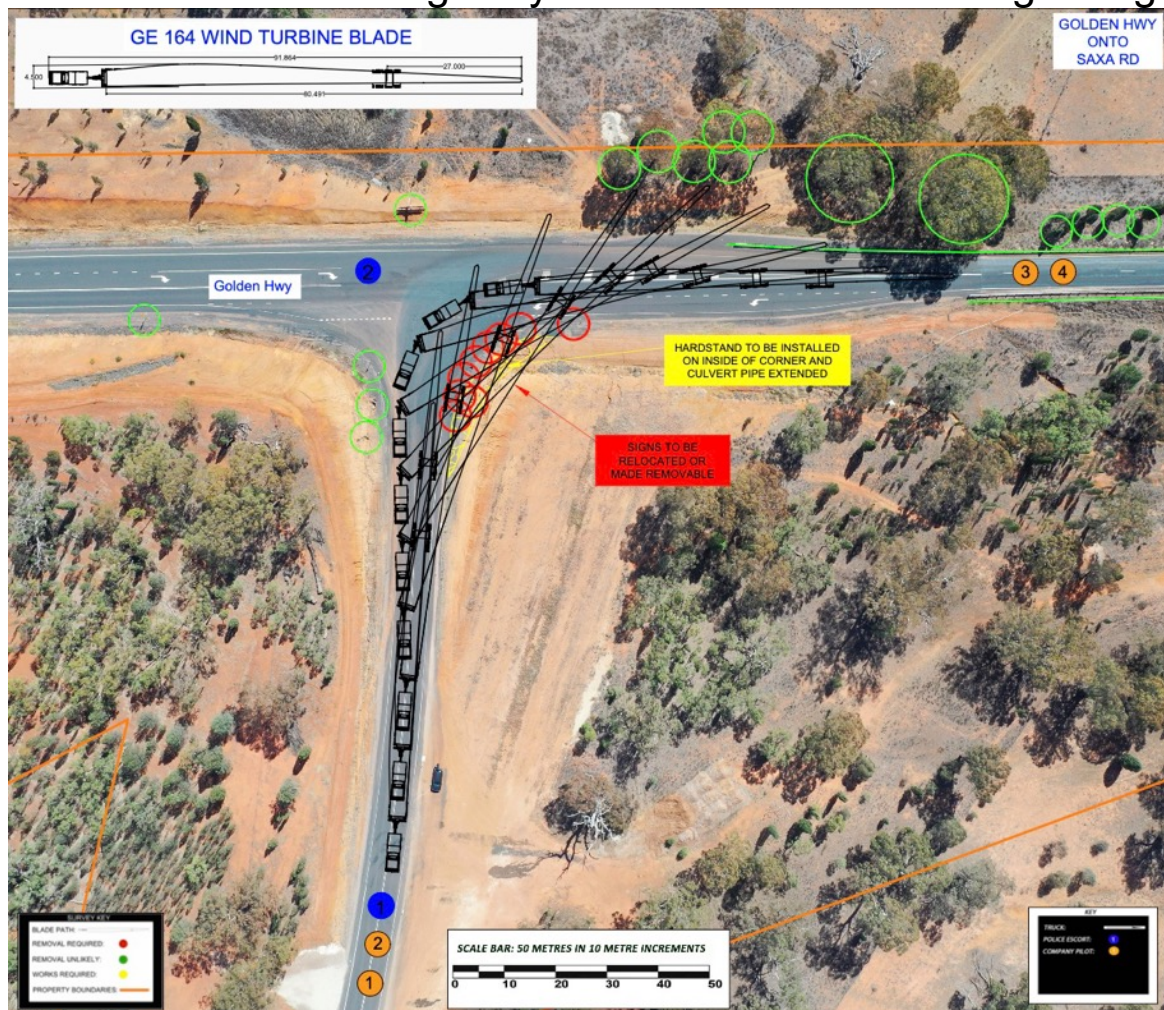 GE 164 WIND TURBINE BLADE
91.864
4.500
27.000
80.491
GOLDEN HWY
ONTO
SAXA RD
2
3
4
Golden Hwy
HARDSTAND TO BE INSTALLED
ON INSIDE OF CORNER AND
CULVERT PIPE EXTENDED
SIGNS TO BE
RELOCATED OR
MADE REMOVABLE
1
2
1
SURVEY KEY
BLADE PATH:
REMOVAL REQUIRED:
REMOVAL UNLIKELY:
WORKS REQUIRED:
PROPERTY BOUNDARIES
SCALE BAR: 50 METRES IN 10 METRE INCREMENTS
0 10 20 30 40 50
KEY
TRUCK:
POLICE ESCORT:
COMPANY PILOT: